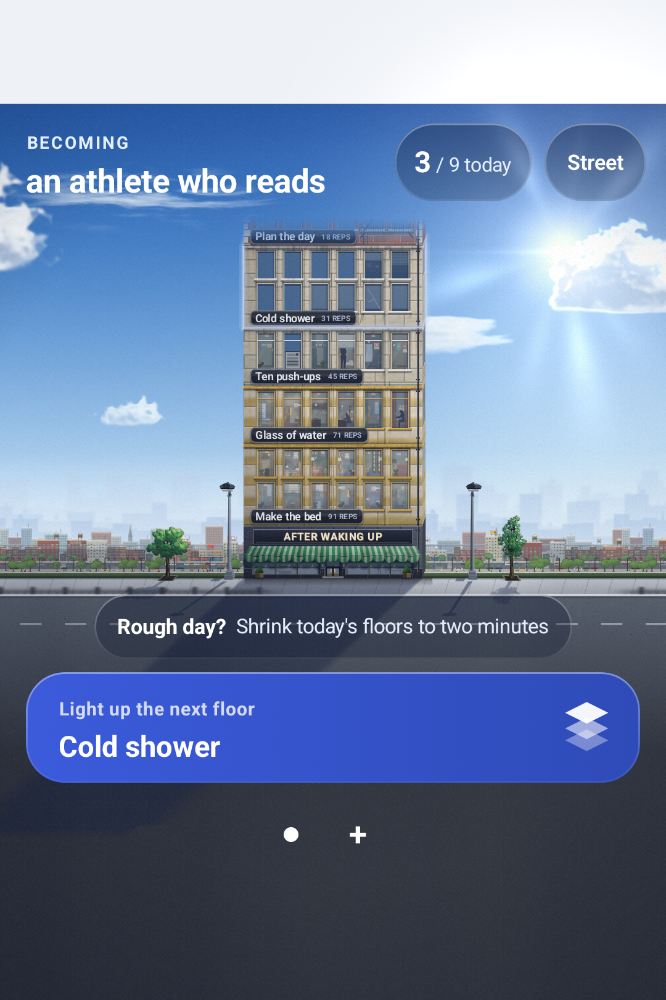 BECOMING
an athlete who reads
3 / 9 today
Street
Plan the day 18 REPS
Cold shower 31 REPS
Ten push-ups 45 REPS
Glass of water 71 REPS
Make the bed 91 REPS
AFTER WAKING UP
Rough day? Shrink today's floors to two minutes
Light up the next floor
Cold shower